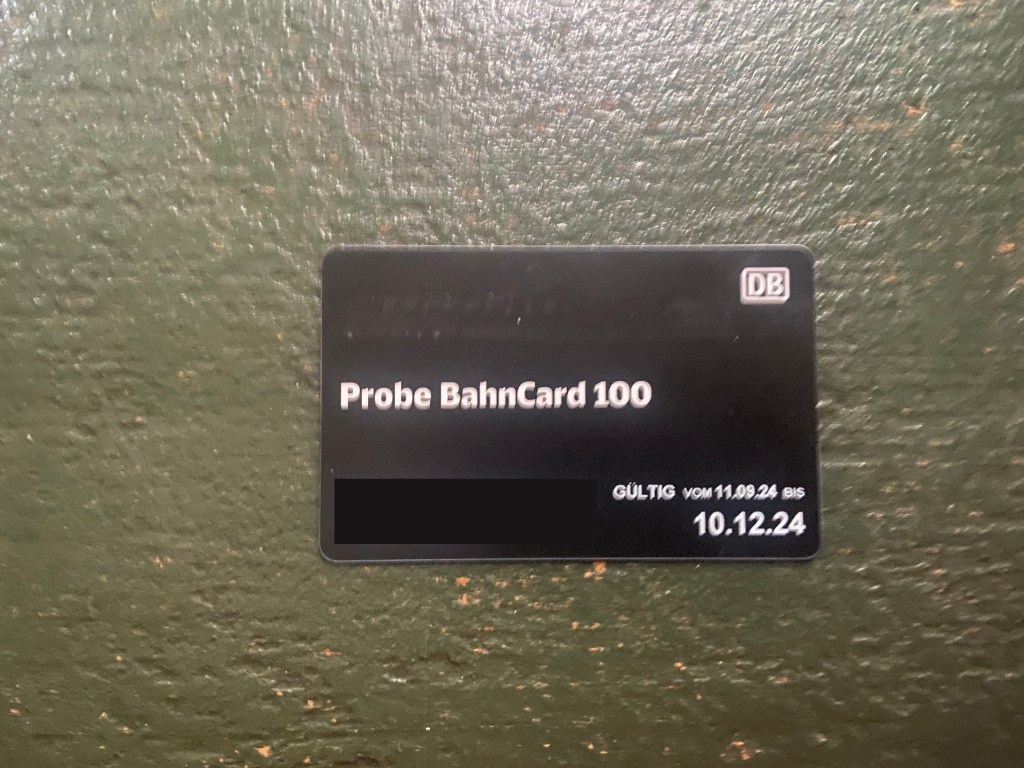 DB
Probe BahnCard 100
GÜLTIG VOM 11.09.24 BIS
10.12.24